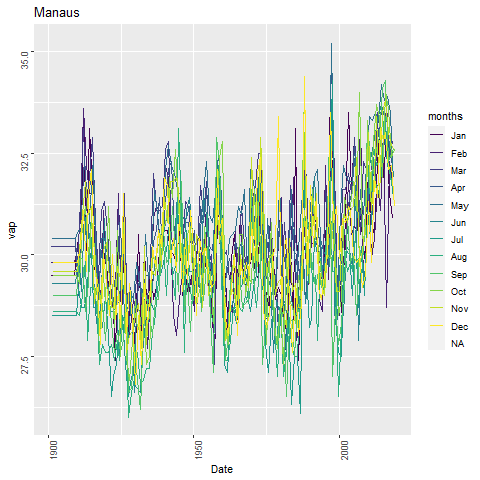 Manaus
35.0
32.5
30.0
27.5
vap
1900
1950
2000
Date
months
Jan
Feb
Mar
Apr
May
Jun
Jul
Aug
Sep
Oct
Nov
Dec
NA